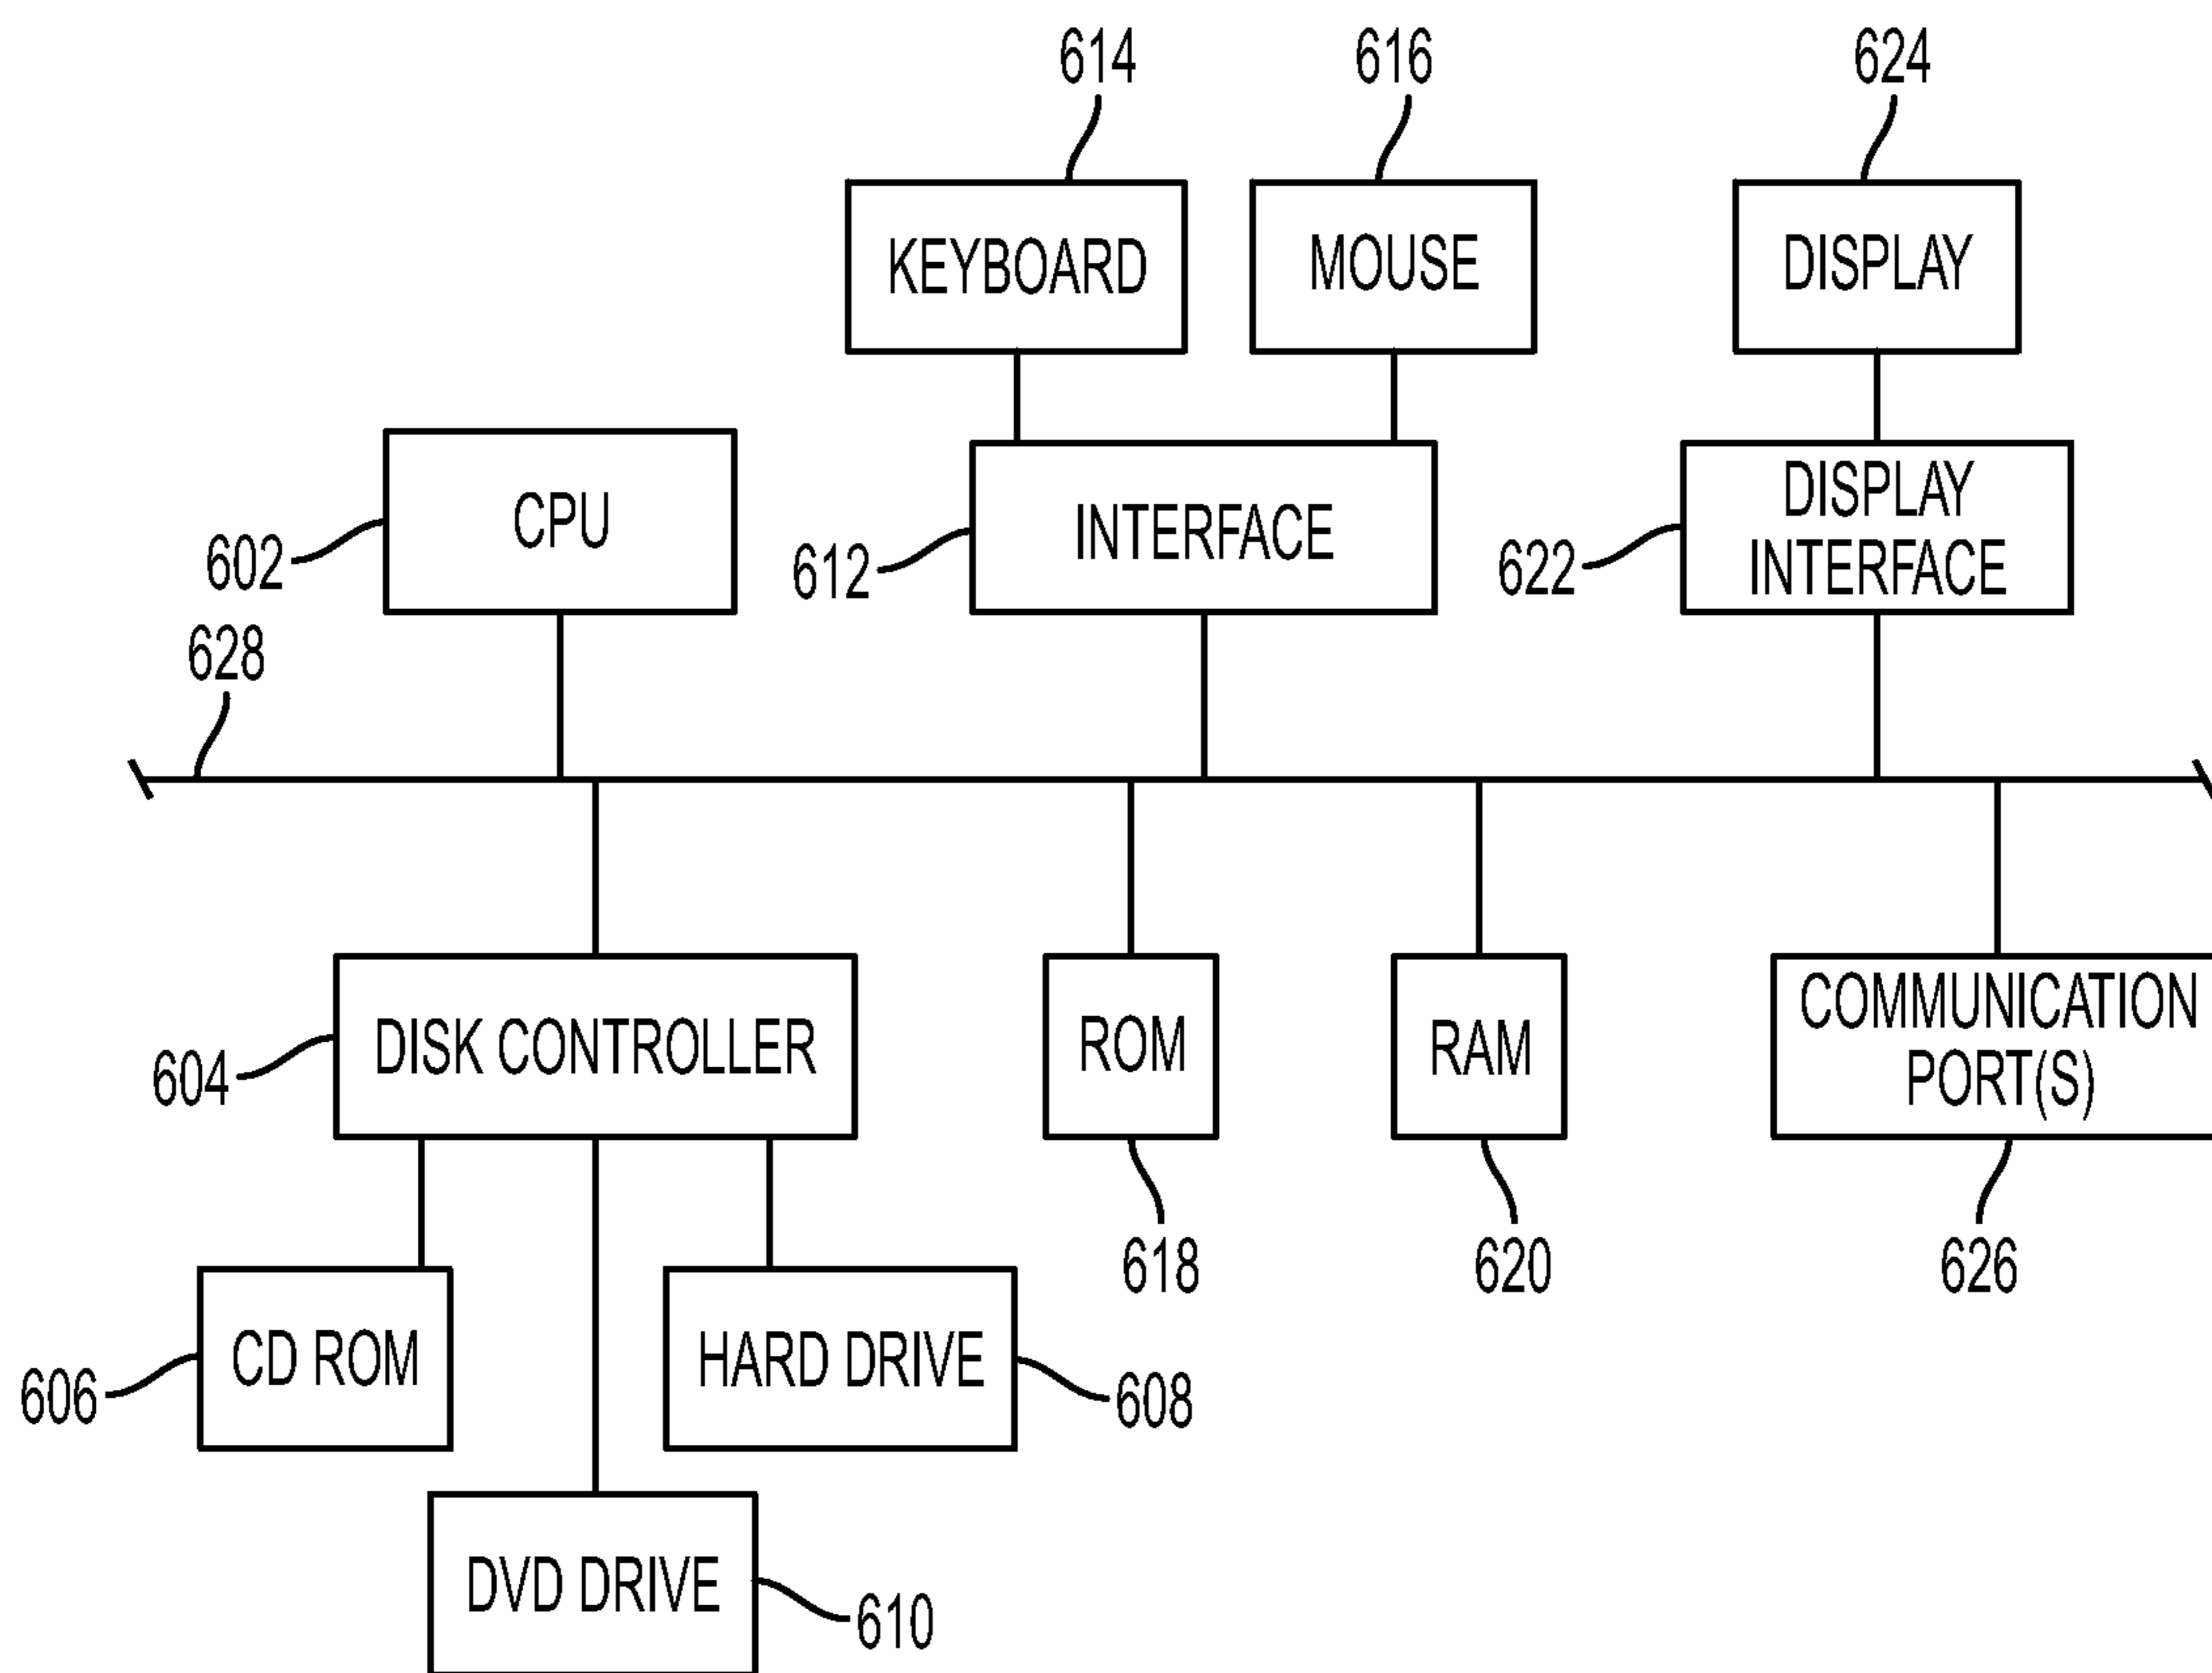 614
616
624
KEYBOARD
MOUSE
DISPLAY
CPU
INTERFACE
DISPLAY
INTERFACE
602
612
622
628
DISK CONTROLLER
ROM
RAM
COMMUNICATION
PORT(S)
604
618
620
626
CD ROM
HARD DRIVE
606
608
DVD DRIVE
610